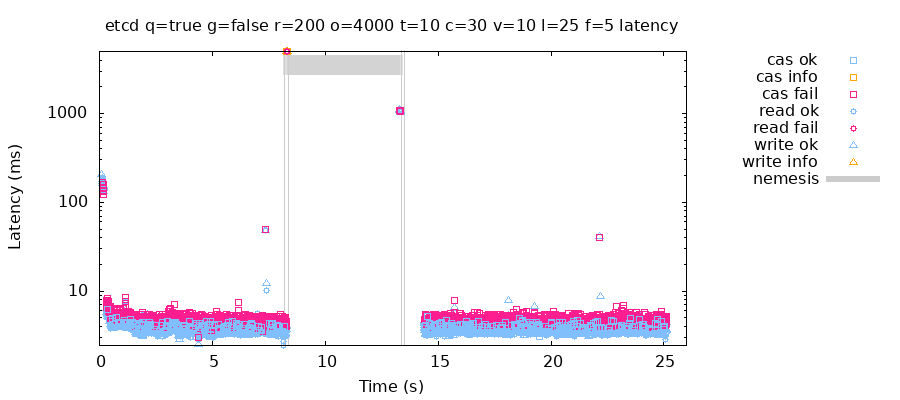 etcd q=true g=false r=200 o=4000 t=10 c=30 v=10 l=25 f=5 latency
Latency (ms)
1000
100
10
0
5
10
15
20
25
Time (s)
cas ok
cas info
cas fail
read ok
read fail
write ok
write info
nemesis